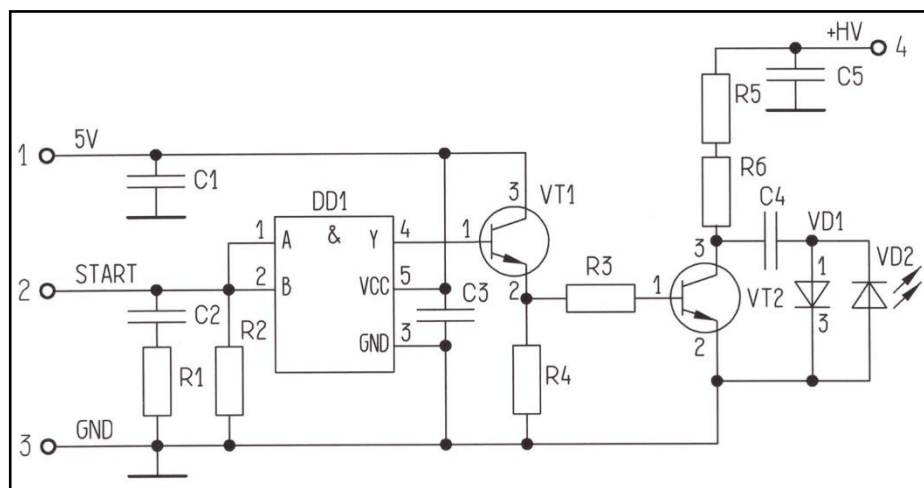 +HV
4
C5
R5
1
5V
R6
C1
DD1
3
VT1
C4
&
VD1
1
A
Y
4
1
3
VD2
2
START
2
B
R3
1
VCC
5
2
1
VT2
C2
C3
3
R2
GND
3
2
R1
R4
3
GND